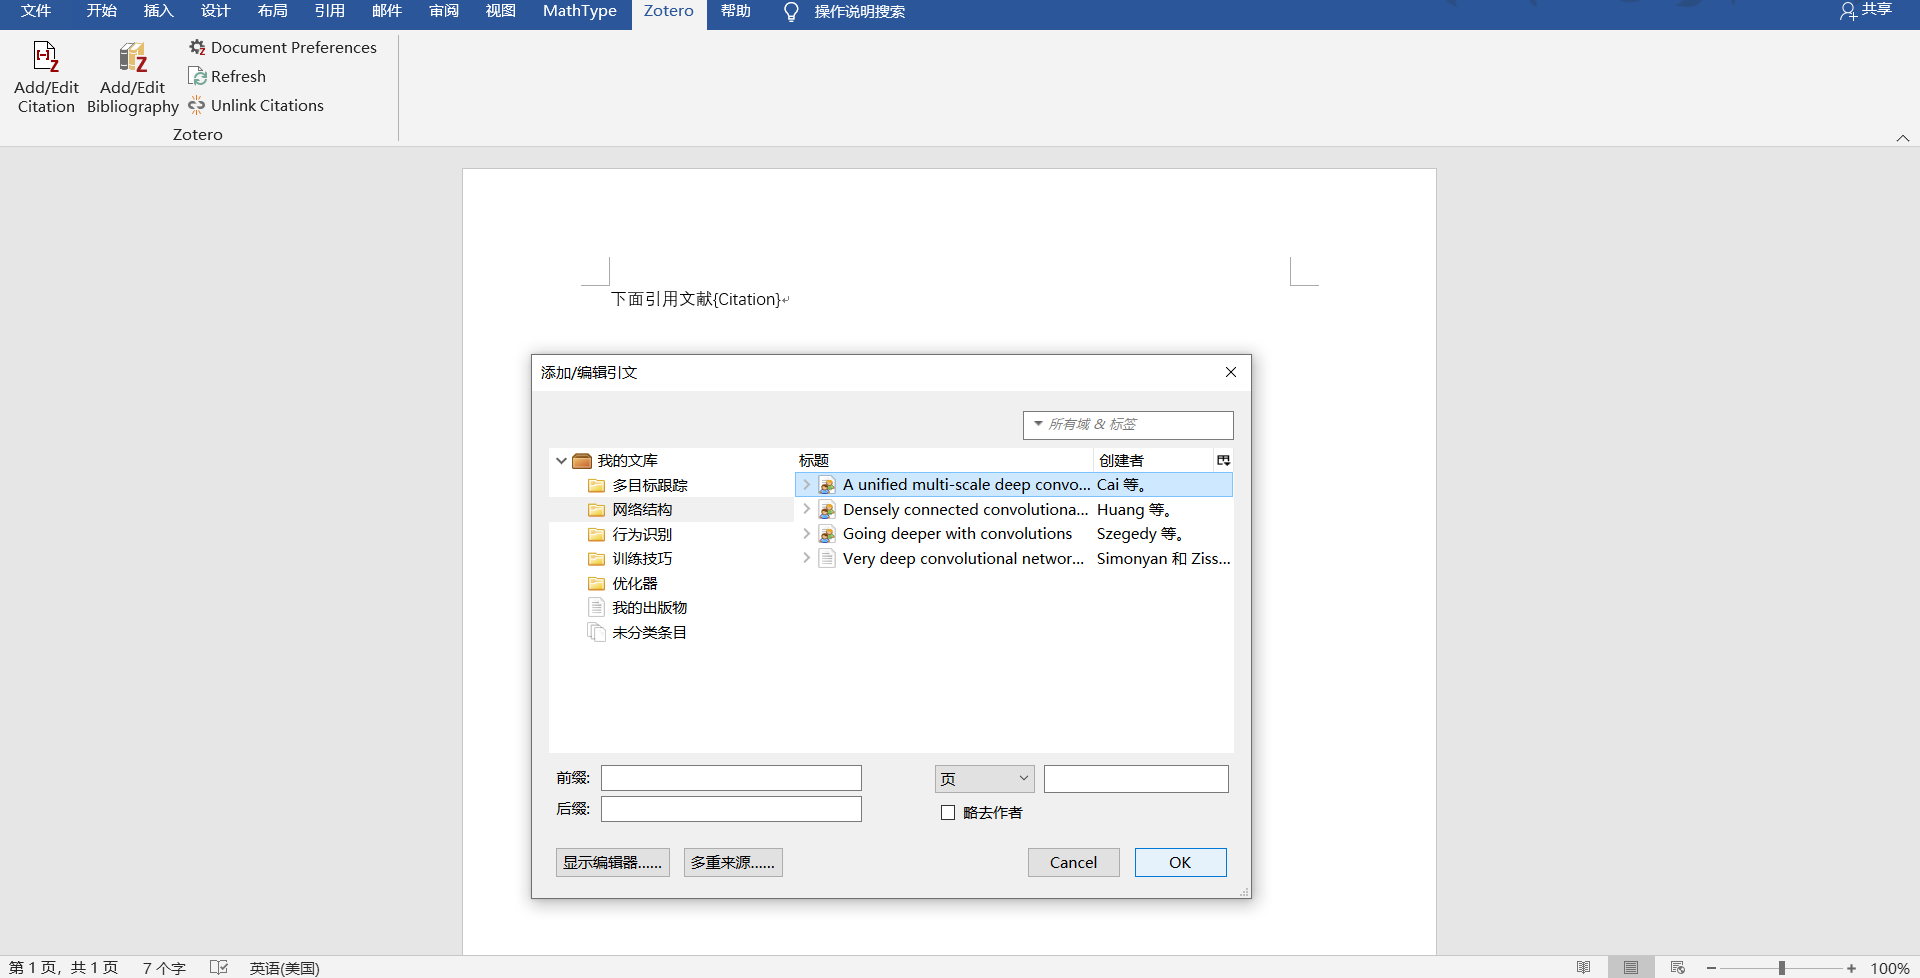 文件 开始 插入 设计 布局 引用 邮件 审阅 视图 MathType Zotero 帮助 操作说明搜索 共享
Add/Edit Citation
Add/Edit Bibliography
Document Preferences
Refresh
Unlink Citations
Zotero
下面引用文献{Citation}
添加/编辑引文
所有域 & 标签
我的文库
多目标跟踪
网络结构
行为识别
训练技巧
优化器
我的出版物
未分类条目
标题 创建者
A unified multi-scale deep convo... Cai 等。
Densely connected convolutiona... Huang 等。
Going deeper with convolutions Szegedy 等。
Very deep convolutional networ... Simonyan 和 Ziss...
前缀: 页
后缀: 略去作者
显示编辑器...... 多重来源...... Cancel OK
第 1 页，共 1 页 7 个字 英语(美国) 100%